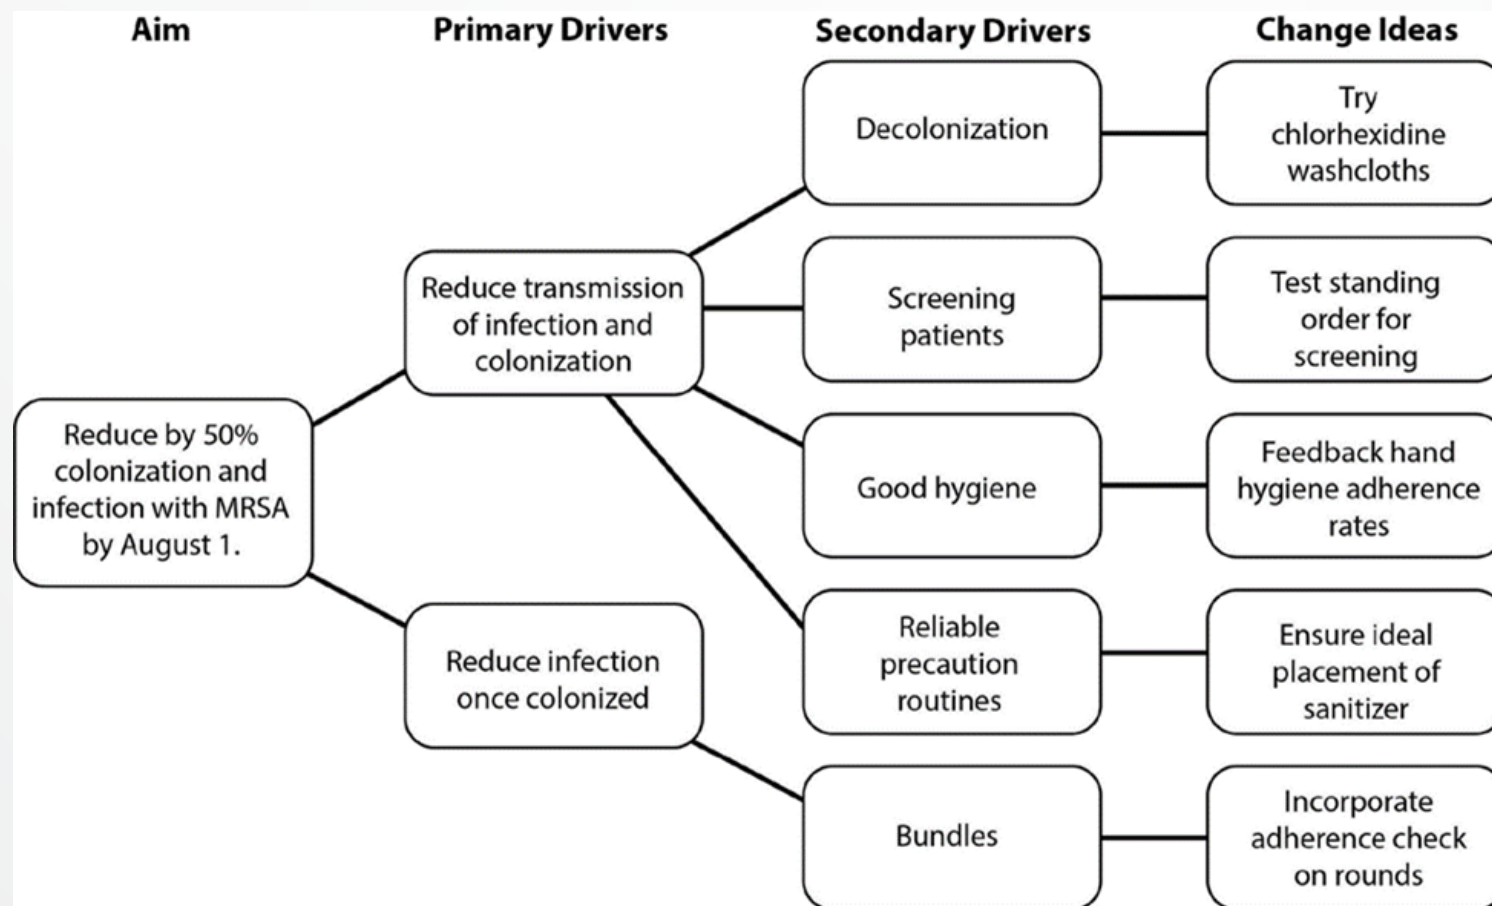 Aim
Primary Drivers
Secondary Drivers
Change Ideas
Reduce by 50%
colonization and
infection with MRSA
by August 1.
Reduce transmission
of infection and
colonization
Reduce infection
once colonized
Decolonization
Screening
patients
Good hygiene
Reliable
precaution
routines
Bundles
Try
chlorhexidine
washcloths
Test standing
order for
screening
Feedback hand
hygiene adherence
rates
Ensure ideal
placement of
sanitizer
Incorporate
adherence check
on rounds